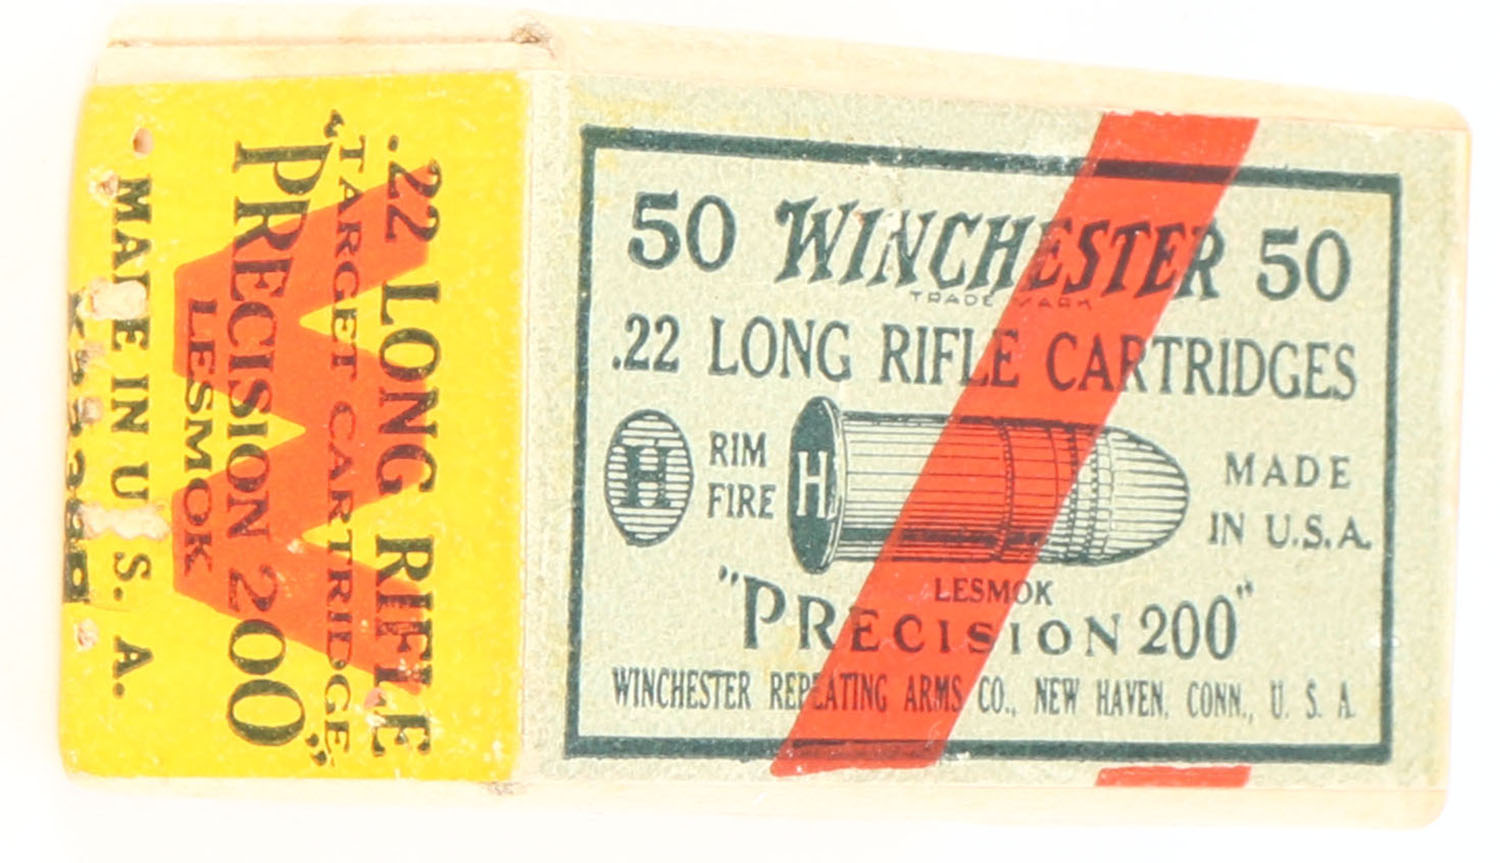 50 WINCHESTER 50
TRADE MARK
.22 LONG RIFLE CARTRIDGES
H
RIM
FIRE
H
MADE
IN U.S.A.
LESMOK
"PRECISION 200"
WINCHESTER REPEATING ARMS CO., NEW HAVEN, CONN., U. S. A.
.22 LONG RIFLE
TARGET CARTRIDGE
"PRECISION 200"
LESMOK
W
MADE IN U. S. A.